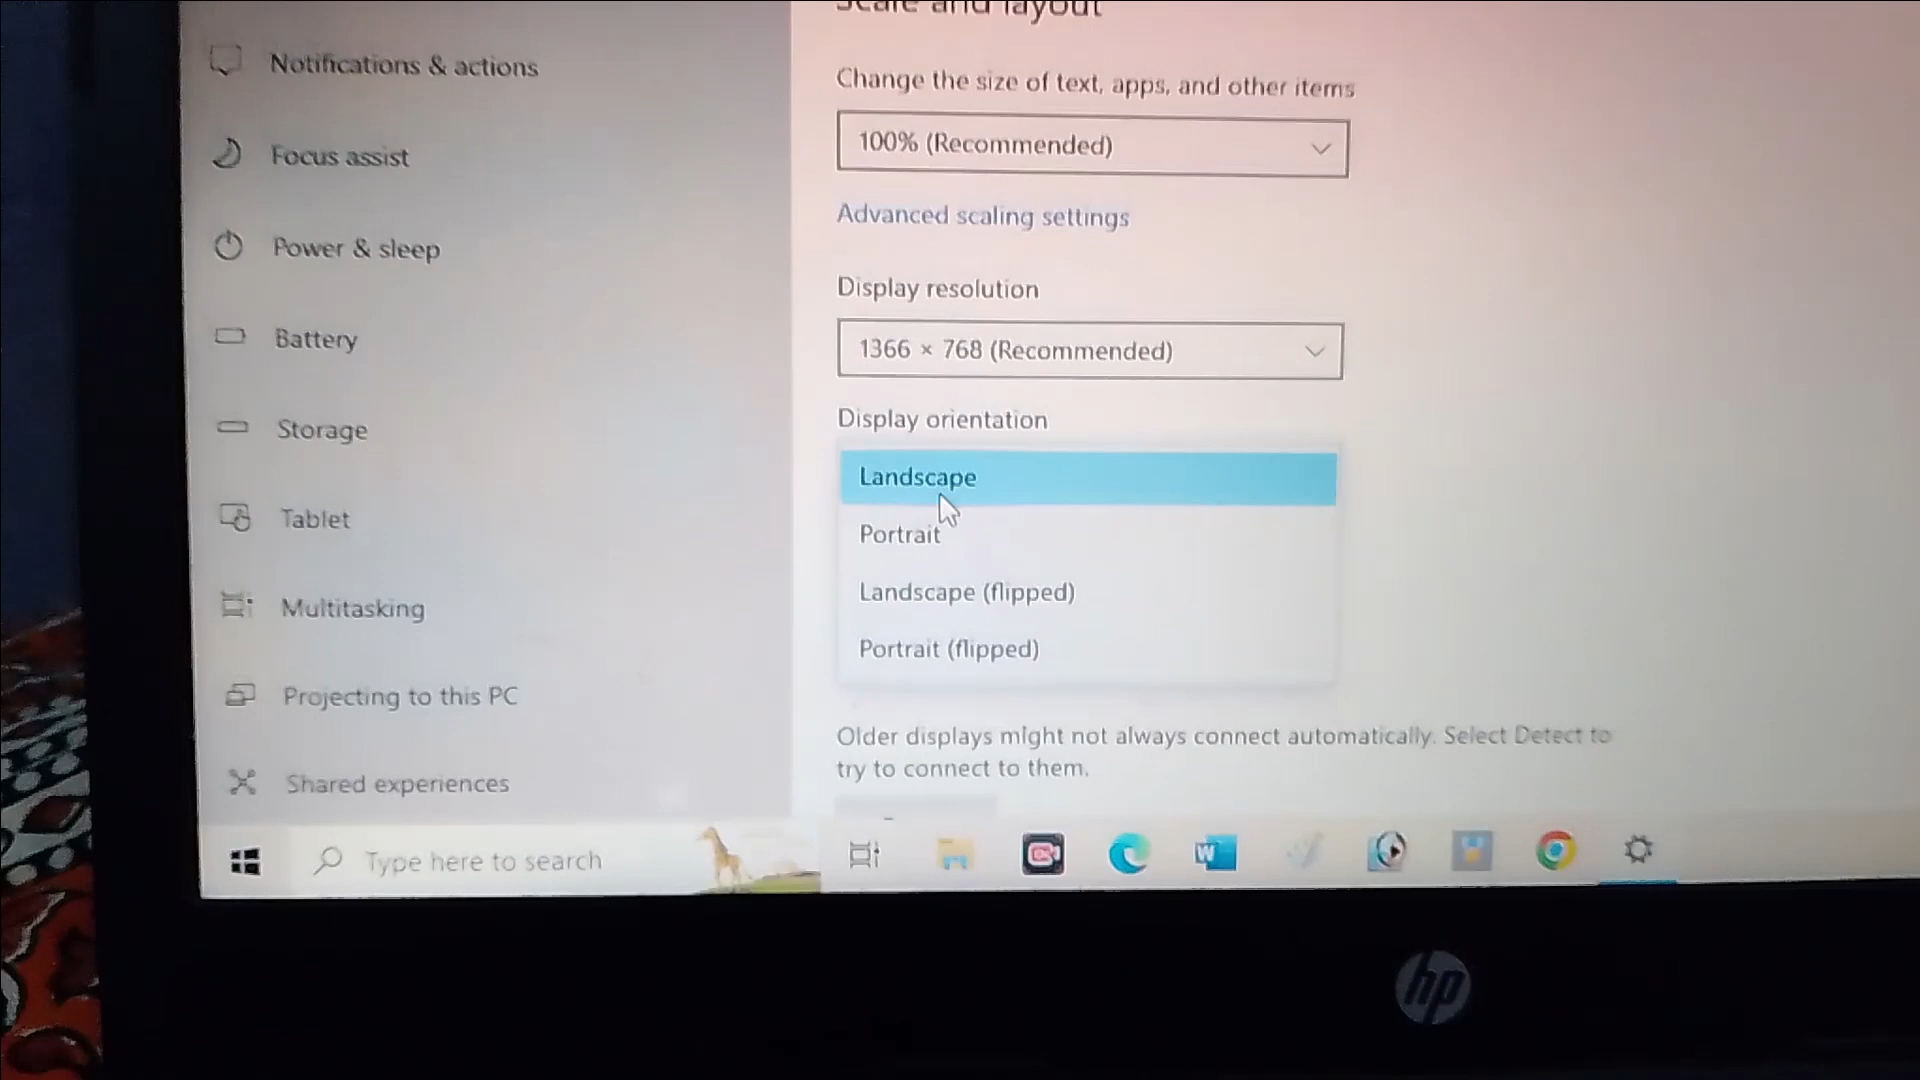 Scale and layout
Notifications & actions
Focus assist
Power & sleep
Battery
Storage
Tablet
Multitasking
Projecting to this PC
Shared experiences
Change the size of text, apps, and other items
100% (Recommended)
Advanced scaling settings
Display resolution
1366 × 768 (Recommended)
Display orientation
Landscape
Portrait
Landscape (flipped)
Portrait (flipped)
Older displays might not always connect automatically. Select Detect to
try to connect to them.
Type here to search
W
hp